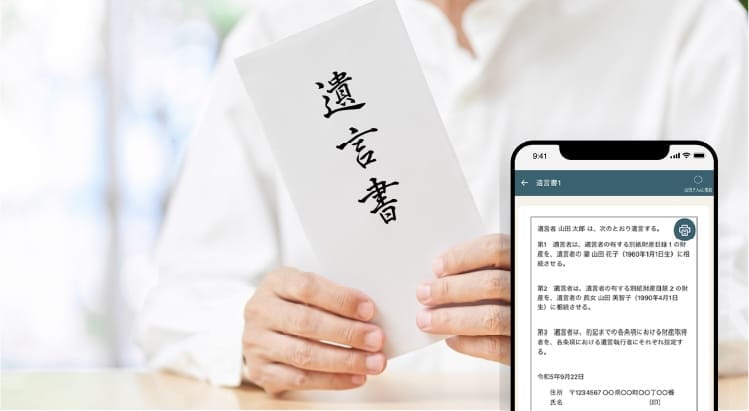 遺言書
9:41
遺言書1
遺言者 山田 太郎 は、次のとおり遺言する。
第1 遺言者は、遺言者の有する別紙財産目録 1 の財
産を、遺言者の 妻 山田 花子（1960年1月1日生）に相
続させる。
第2 遺言者は、遺言者の有する別紙財産目録 2 の財
産を、遺言者の 長女 山田 美智子（1990年4月1日
生）に相続させる。
第3 遺言者は、前記までの各条項における財産取得
者を、各条項における遺言執行者にそれぞれ指定す
る。
令和5年9月22日
住所 〒1234567 〇〇県〇〇町〇〇丁〇〇番
氏名 （印）